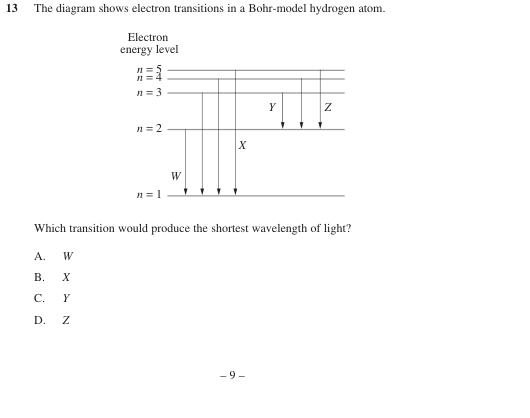 13 The diagram shows electron transitions in a Bohr-model hydrogen atom.
Electron
energy level
n = 5
n = 4
n = 3
Y
Z
n = 2
X
W
n = 1
Which transition would produce the shortest wavelength of light?
A. W
B. X
C. Y
D. Z
– 9 –